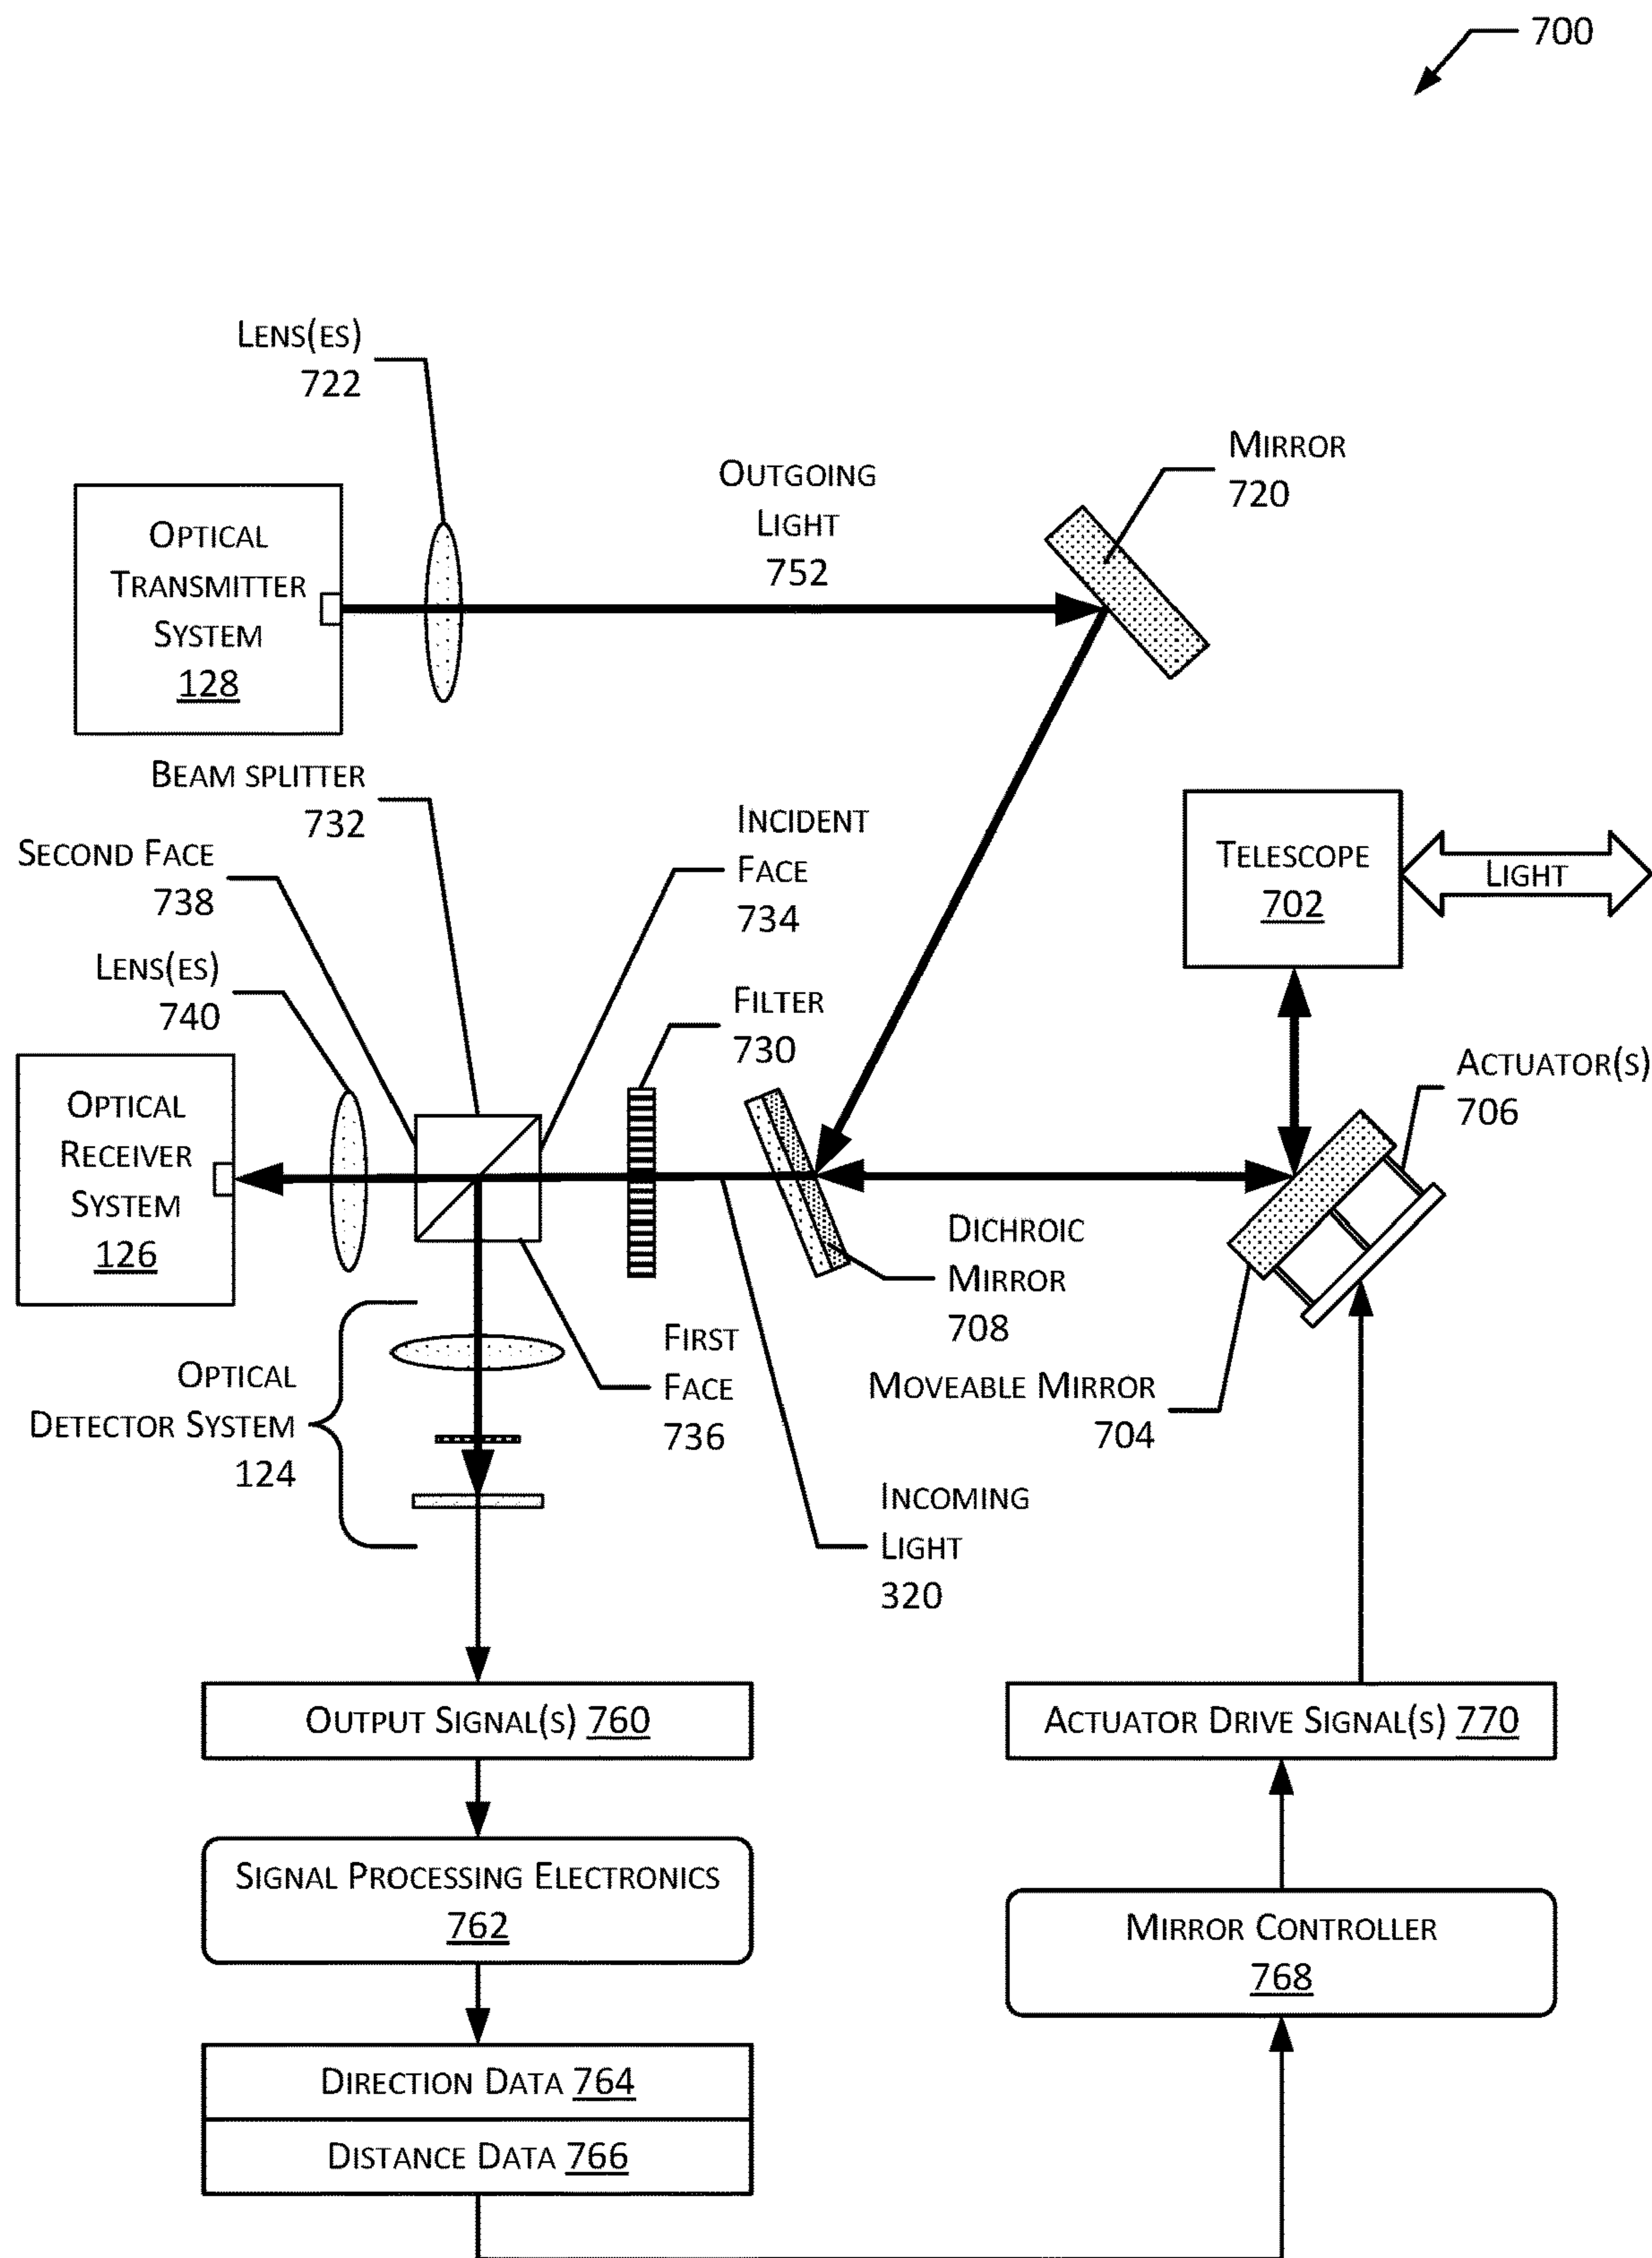 700
LENS(ES)
722
OPTICAL
TRANSMITTER
SYSTEM
128
OUTGOING
LIGHT
752
MIRROR
720
BEAM SPLITTER
732
SECOND FACE
738
LENS(ES)
740
INCIDENT
FACE
734
FILTER
730
TELESCOPE
702
LIGHT
ACTUATOR(S)
706
OPTICAL
RECEIVER
SYSTEM
126
DICHROIC
MIRROR
708
MOVEABLE MIRROR
704
FIRST
FACE
736
OPTICAL
DETECTOR SYSTEM
124
INCOMING
LIGHT
320
OUTPUT SIGNAL(S) 760
ACTUATOR DRIVE SIGNAL(S) 770
SIGNAL PROCESSING ELECTRONICS
762
MIRROR CONTROLLER
768
DIRECTION DATA 764
DISTANCE DATA 766